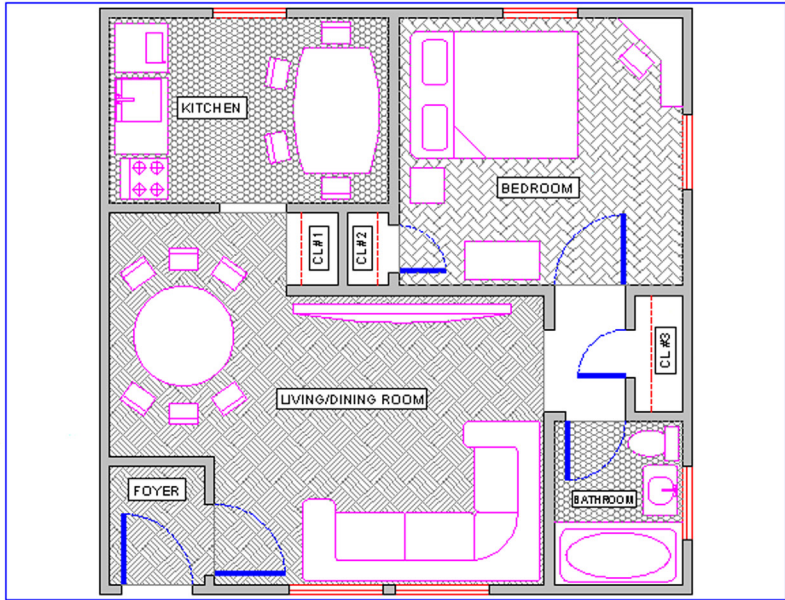 KITCHEN
BEDROOM
CL#1
CL#2
CL #3
LIVING/DINING ROOM
FOYER
BATHROOM